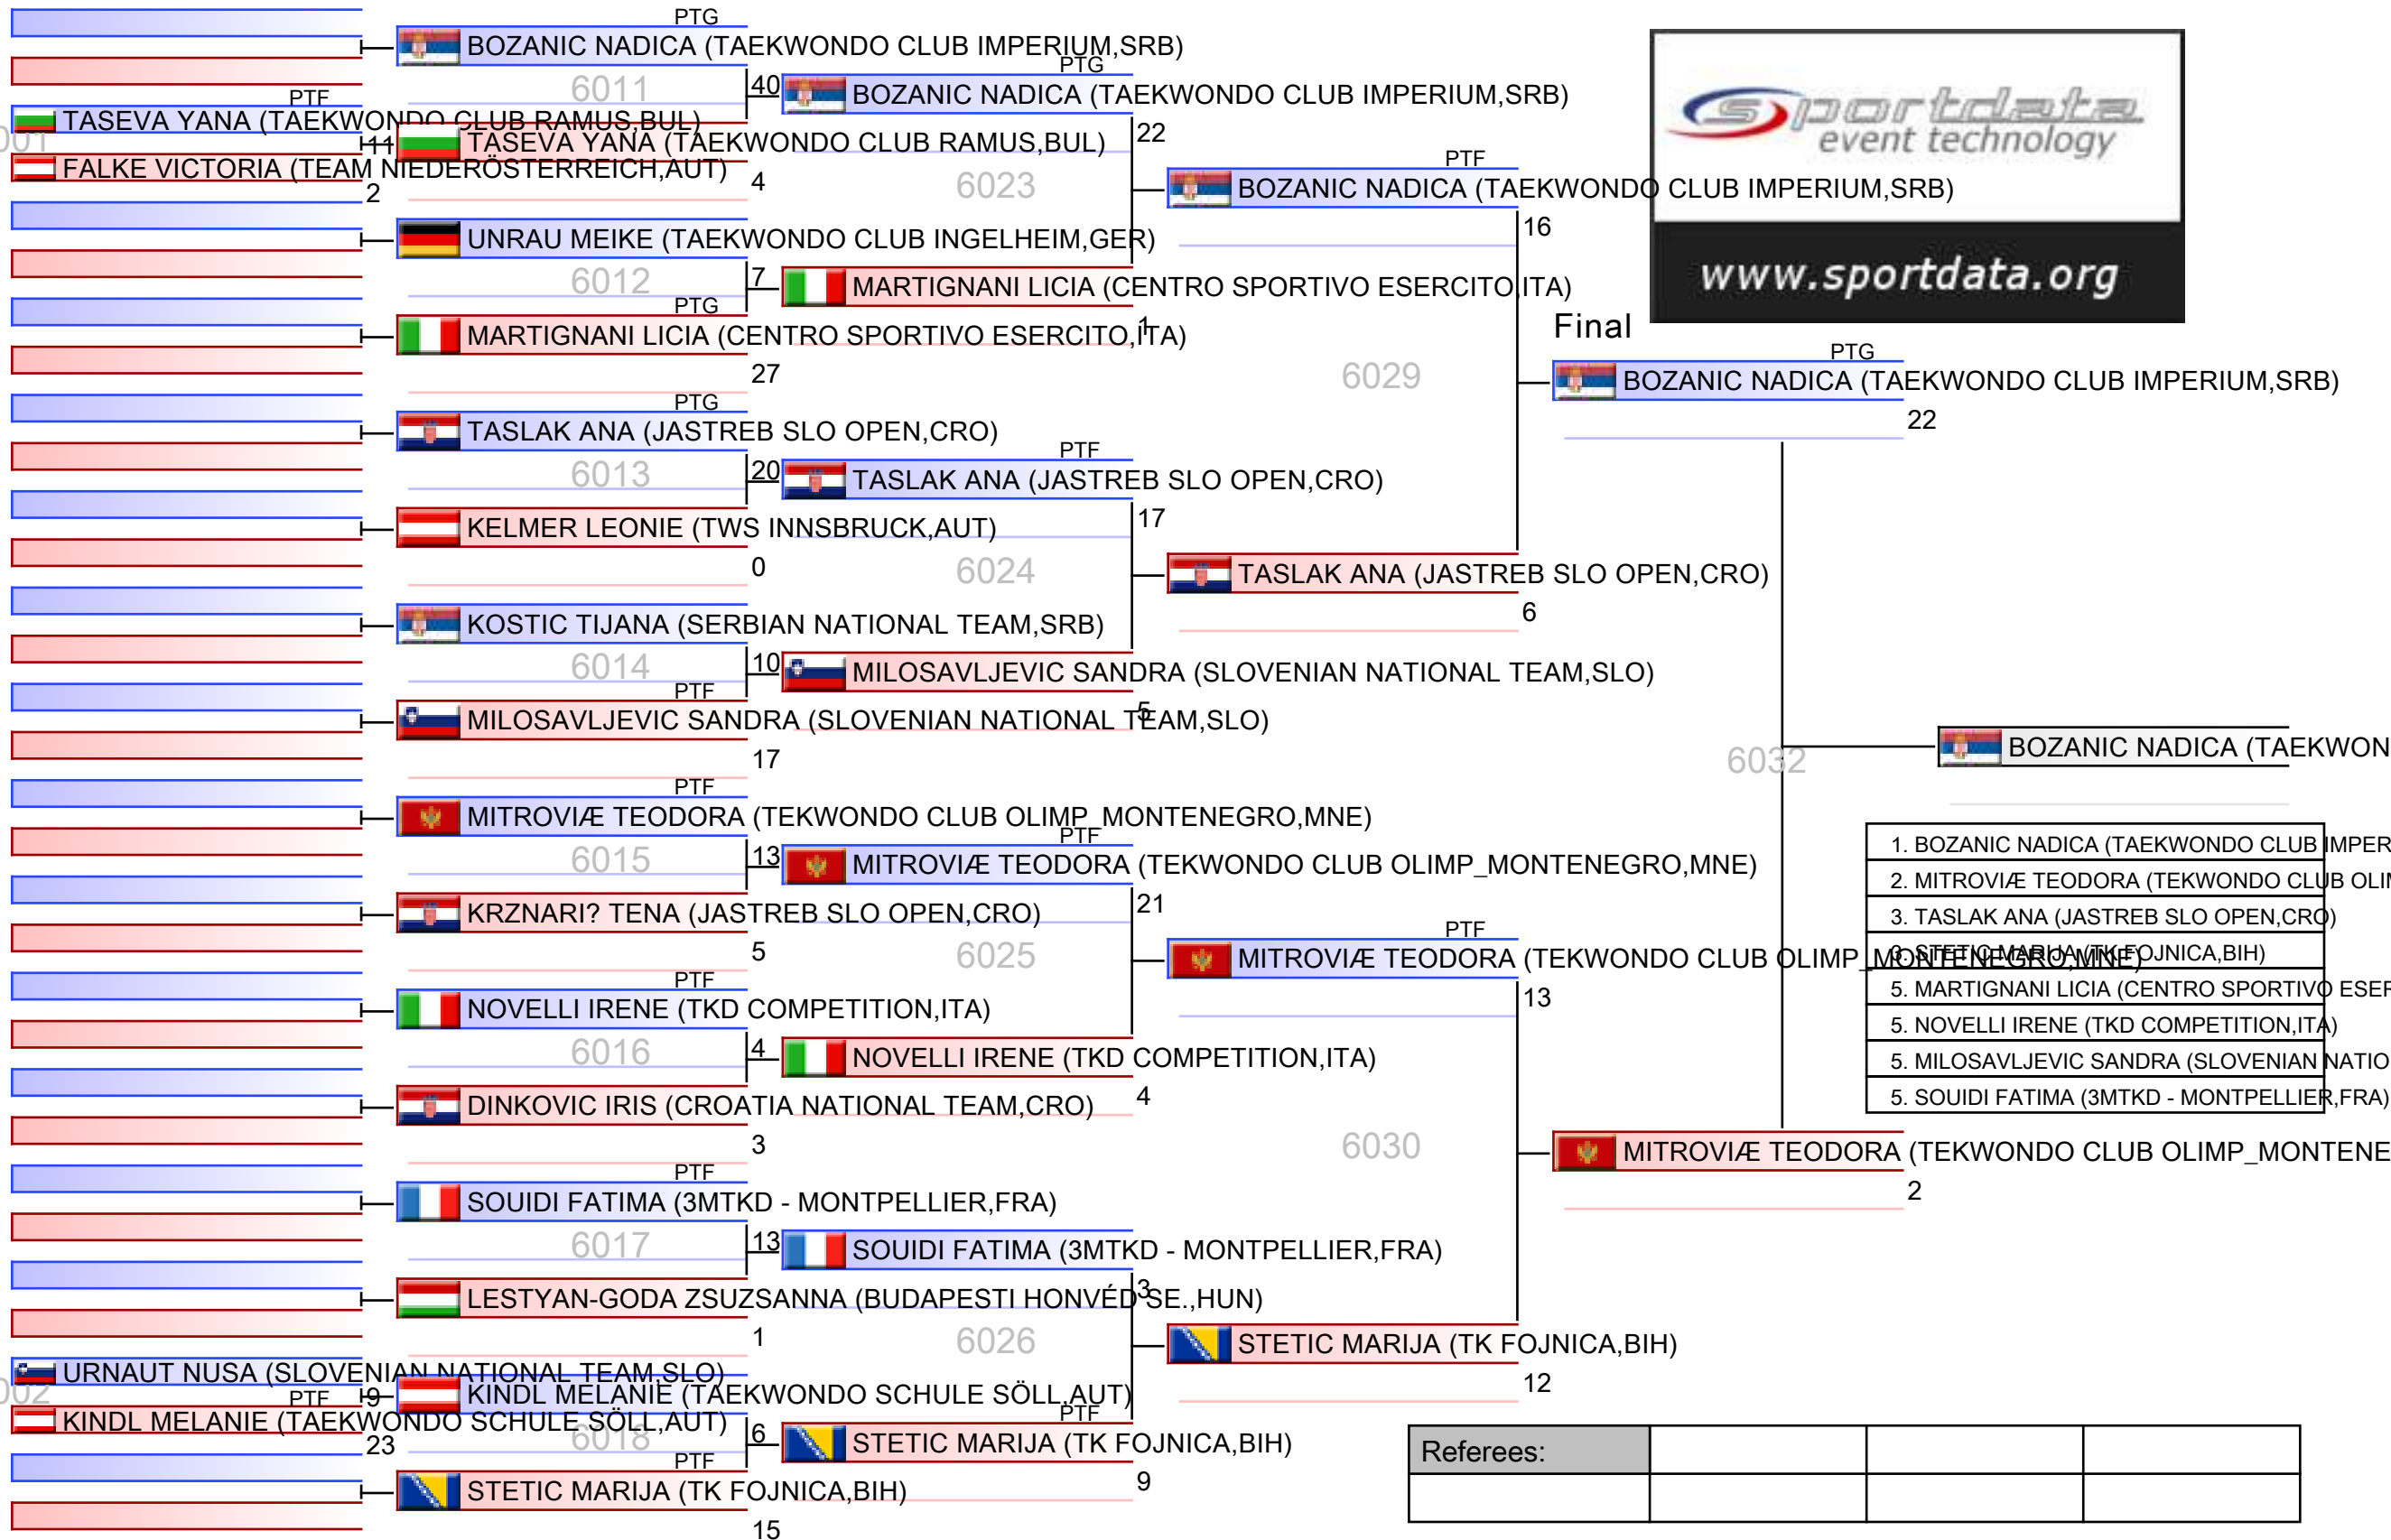 PTG
BOZANIC NADICA (TAEKWONDO CLUB IMPERIUM,SRB)
6011
40
PTF
TASEVA YANA (TAEKWONDO CLUB RAMUS,BUL)
11
FALKE VICTORIA (TEAM NIEDERÖSTERREICH,AUT)
2
TASEVA YANA (TAEKWONDO CLUB RAMUS,BUL)
4
UNRAU MEIKE (TAEKWONDO CLUB INGELHEIM,GER)
6012
7
PTG
MARTIGNANI LICIA (CENTRO SPORTIVO ESERCITO,ITA)
27
PTG
TASLAK ANA (JASTREB SLO OPEN,CRO)
6013
20
KELMER LEONIE (TWS INNSBRUCK,AUT)
0
KOSTIC TIJANA (SERBIAN NATIONAL TEAM,SRB)
6014
10
PTF
MILOSAVLJEVIC SANDRA (SLOVENIAN NATIONAL TEAM,SLO)
17
PTF
MITROVIÆ TEODORA (TEKWONDO CLUB OLIMP_MONTENEGRO,MNE)
6015
13
KRZNARI? TENA (JASTREB SLO OPEN,CRO)
5
PTF
NOVELLI IRENE (TKD COMPETITION,ITA)
6016
4
DINKOVIC IRIS (CROATIA NATIONAL TEAM,CRO)
3
PTF
SOUIDI FATIMA (3MTKD - MONTPELLIER,FRA)
6017
13
LESTYAN-GODA ZSUZSANNA (BUDAPESTI HONVÉD SE.,HUN)
1
URNAUT NUSA (SLOVENIAN NATIONAL TEAM,SLO)
9
PTF
KINDL MELANIE (TAEKWONDO SCHULE SÖLL,AUT)
23
KINDL MELANIE (TAEKWONDO SCHULE SÖLL,AUT)
6018
6
PTF
STETIC MARIJA (TK FOJNICA,BIH)
15
PTG
BOZANIC NADICA (TAEKWONDO CLUB IMPERIUM,SRB)
22
6023
MARTIGNANI LICIA (CENTRO SPORTIVO ESERCITO,ITA)
1
PTF
TASLAK ANA (JASTREB SLO OPEN,CRO)
17
6024
MILOSAVLJEVIC SANDRA (SLOVENIAN NATIONAL TEAM,SLO)
5
PTF
MITROVIÆ TEODORA (TEKWONDO CLUB OLIMP_MONTENEGRO,MNE)
21
6025
NOVELLI IRENE (TKD COMPETITION,ITA)
4
SOUIDI FATIMA (3MTKD - MONTPELLIER,FRA)
3
6026
PTF
STETIC MARIJA (TK FOJNICA,BIH)
9
PTF
BOZANIC NADICA (TAEKWONDO CLUB IMPERIUM,SRB)
16
6029
TASLAK ANA (JASTREB SLO OPEN,CRO)
6
PTF
MITROVIÆ TEODORA (TEKWONDO CLUB OLIMP_MONTENEGRO,MNE)
13
6030
STETIC MARIJA (TK FOJNICA,BIH)
12
sportdata
event technology
www.sportdata.org
Final
PTG
BOZANIC NADICA (TAEKWONDO CLUB IMPERIUM,SRB)
22
6032
MITROVIÆ TEODORA (TEKWONDO CLUB OLIMP_MONTENE
2
BOZANIC NADICA (TAEKWON
1. BOZANIC NADICA (TAEKWONDO CLUB IMPER
2. MITROVIÆ TEODORA (TEKWONDO CLUB OLI
3. TASLAK ANA (JASTREB SLO OPEN,CRO)
3. STETIC MARIJA (TK FOJNICA,BIH)
5. MARTIGNANI LICIA (CENTRO SPORTIVO ESER
5. NOVELLI IRENE (TKD COMPETITION,ITA)
5. MILOSAVLJEVIC SANDRA (SLOVENIAN NATIO
5. SOUIDI FATIMA (3MTKD - MONTPELLIER,FRA)
Referees: